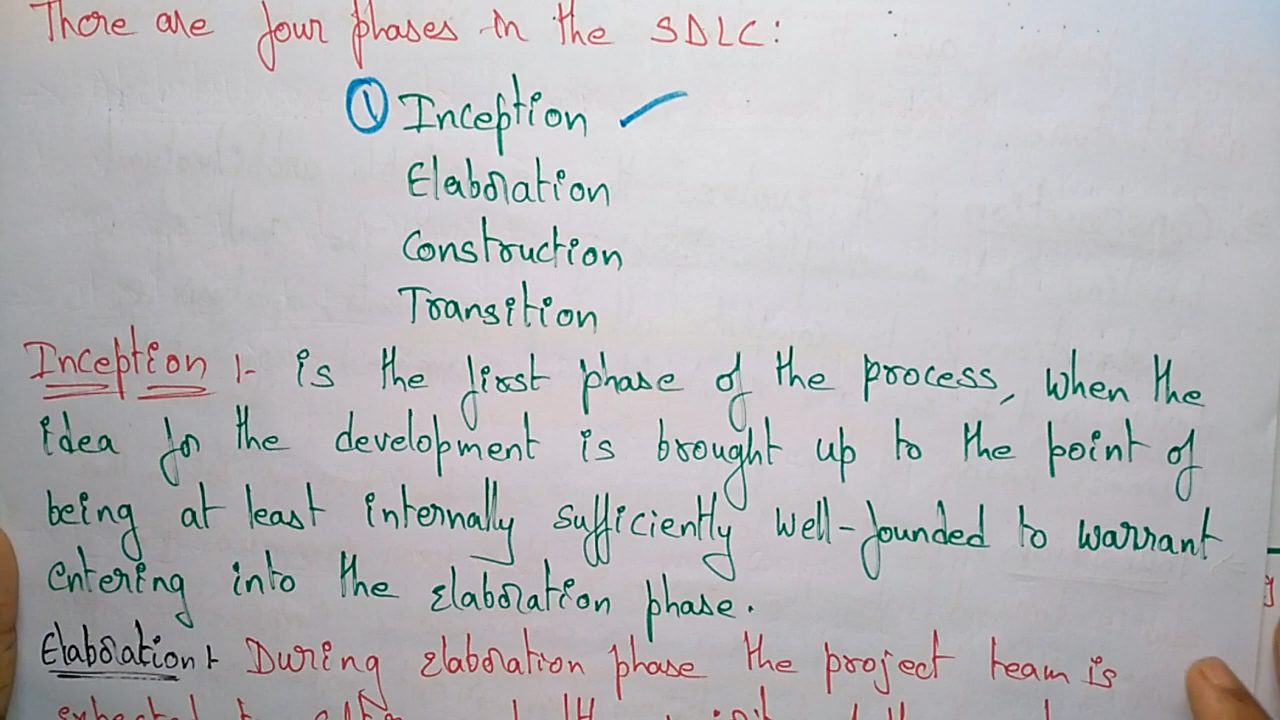 There are four phases in the SDLC:
① Inception ✓
Elaboration
Construction
Transition
Inception :- is the first phase of the process, when the
idea for the development is brought up to the point of
being at least internally sufficiently well-founded to warrant
entering into the elaboration phase.
Elaboration :- During elaboration phase the project team is
expected to